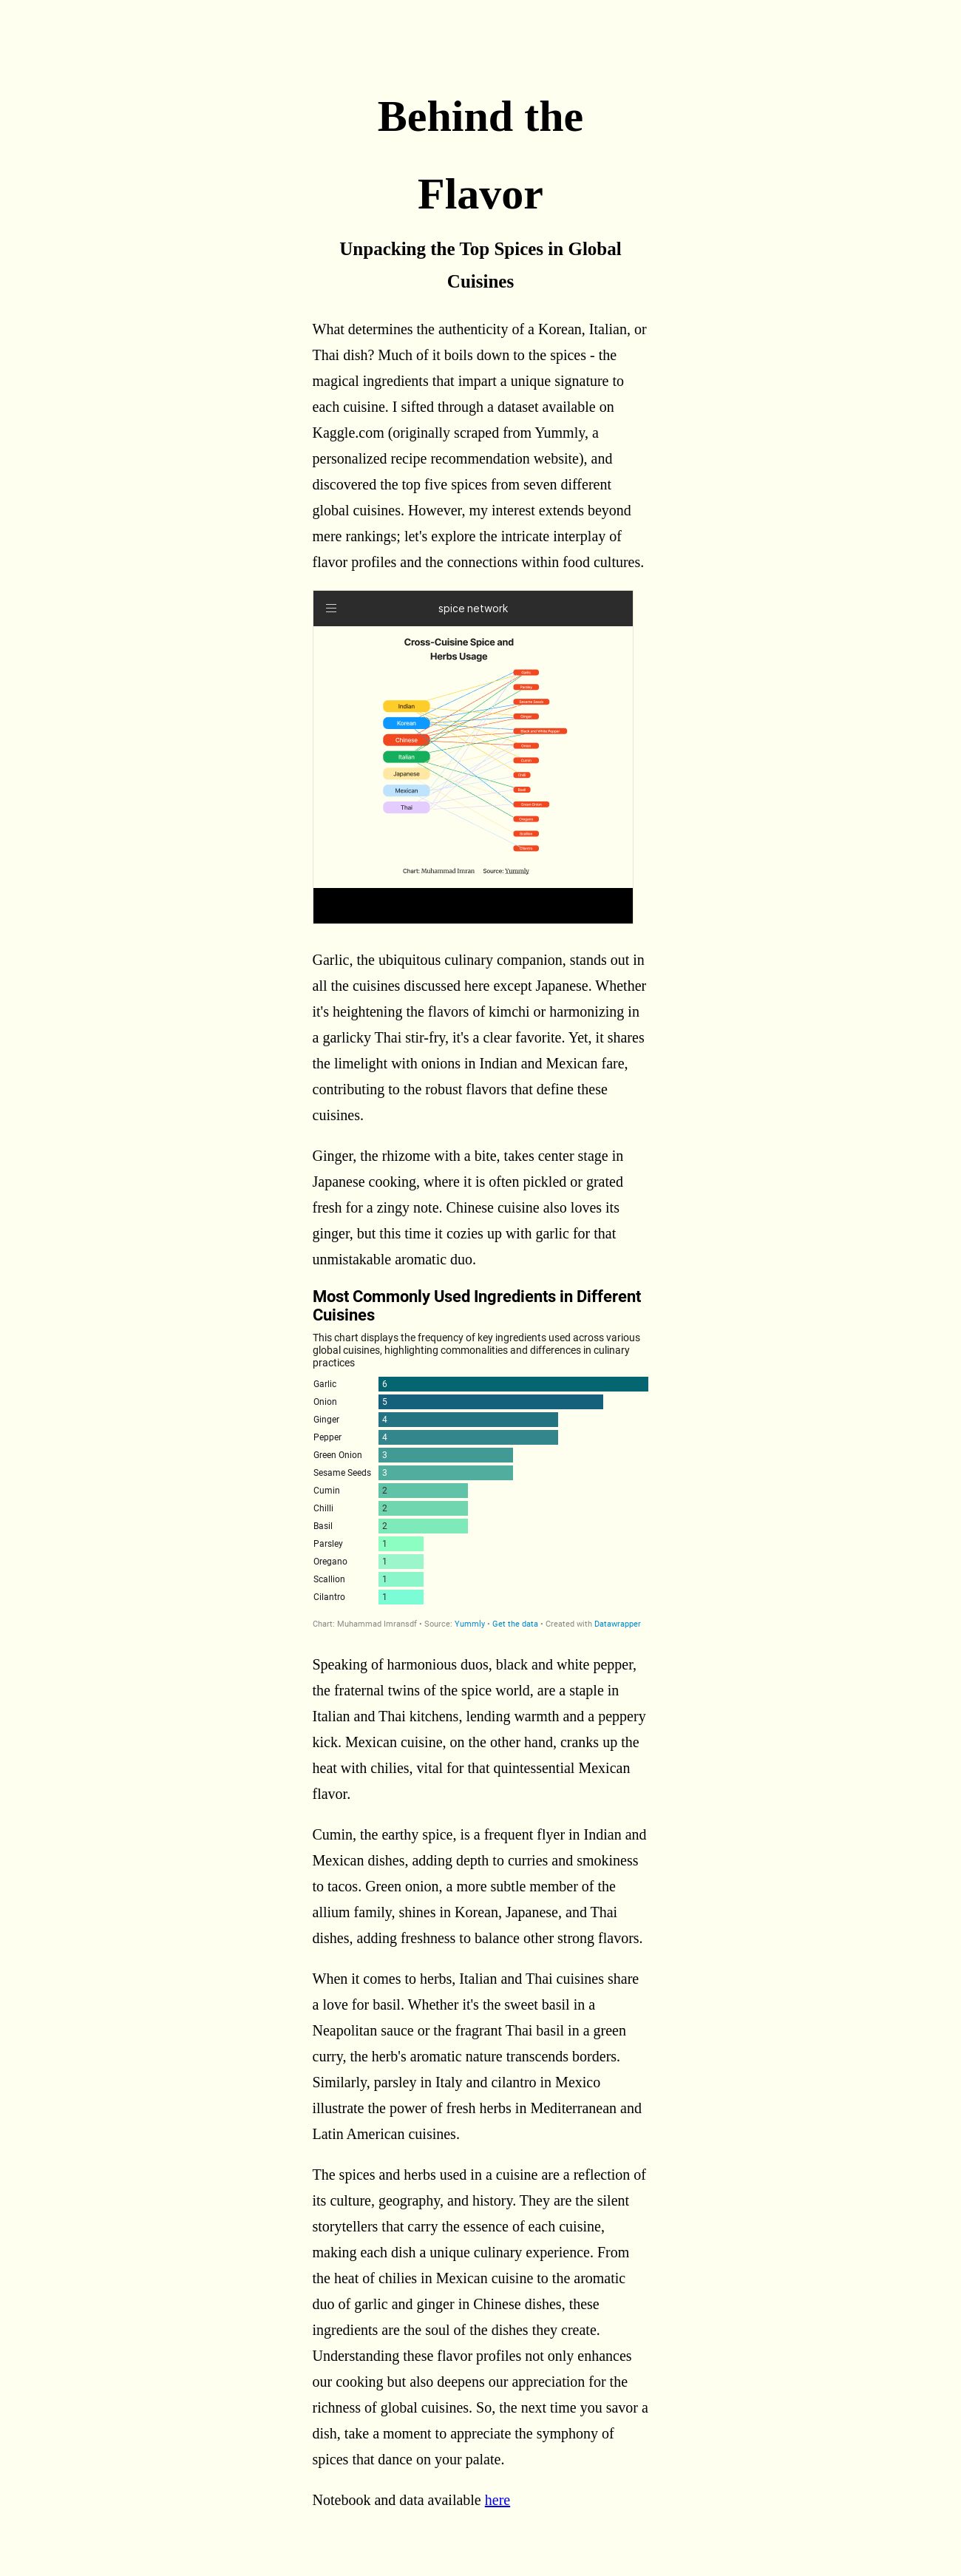 Behind the
Flavor
Unpacking the Top Spices in Global
Cuisines
What determines the authenticity of a Korean, Italian, or
Thai dish? Much of it boils down to the spices - the
magical ingredients that impart a unique signature to
each cuisine. I sifted through a dataset available on
Kaggle.com (originally scraped from Yummly, a
personalized recipe recommendation website), and
discovered the top five spices from seven different
global cuisines. However, my interest extends beyond
mere rankings; let's explore the intricate interplay of
flavor profiles and the connections within food cultures.
spice network
Cross-Cuisine Spice and
Herbs Usage
Garlic
Parsley
Sesame Seeds
Indian
Ginger
Korean
Black and White Pepper
Chinese
Onion
Italian
Cumin
Japanese
Chilli
Mexican
Basil
Thai
Green Onion
Oregano
Scallion
Cilantro
Chart: Muhammad Imran Source: Yummly
Garlic, the ubiquitous culinary companion, stands out in
all the cuisines discussed here except Japanese. Whether
it's heightening the flavors of kimchi or harmonizing in
a garlicky Thai stir-fry, it's a clear favorite. Yet, it shares
the limelight with onions in Indian and Mexican fare,
contributing to the robust flavors that define these
cuisines.
Ginger, the rhizome with a bite, takes center stage in
Japanese cooking, where it is often pickled or grated
fresh for a zingy note. Chinese cuisine also loves its
ginger, but this time it cozies up with garlic for that
unmistakable aromatic duo.
Most Commonly Used Ingredients in Different
Cuisines
This chart displays the frequency of key ingredients used across various
global cuisines, highlighting commonalities and differences in culinary
practices
Garlic 6
Onion 5
Ginger 4
Pepper 4
Green Onion 3
Sesame Seeds 3
Cumin 2
Chilli 2
Basil 2
Parsley 1
Oregano 1
Scallion 1
Cilantro 1
Chart: Muhammad Imransdf • Source: Yummly • Get the data • Created with Datawrapper
Speaking of harmonious duos, black and white pepper,
the fraternal twins of the spice world, are a staple in
Italian and Thai kitchens, lending warmth and a peppery
kick. Mexican cuisine, on the other hand, cranks up the
heat with chilies, vital for that quintessential Mexican
flavor.
Cumin, the earthy spice, is a frequent flyer in Indian and
Mexican dishes, adding depth to curries and smokiness
to tacos. Green onion, a more subtle member of the
allium family, shines in Korean, Japanese, and Thai
dishes, adding freshness to balance other strong flavors.
When it comes to herbs, Italian and Thai cuisines share
a love for basil. Whether it's the sweet basil in a
Neapolitan sauce or the fragrant Thai basil in a green
curry, the herb's aromatic nature transcends borders.
Similarly, parsley in Italy and cilantro in Mexico
illustrate the power of fresh herbs in Mediterranean and
Latin American cuisines.
The spices and herbs used in a cuisine are a reflection of
its culture, geography, and history. They are the silent
storytellers that carry the essence of each cuisine,
making each dish a unique culinary experience. From
the heat of chilies in Mexican cuisine to the aromatic
duo of garlic and ginger in Chinese dishes, these
ingredients are the soul of the dishes they create.
Understanding these flavor profiles not only enhances
our cooking but also deepens our appreciation for the
richness of global cuisines. So, the next time you savor a
dish, take a moment to appreciate the symphony of
spices that dance on your palate.
Notebook and data available here